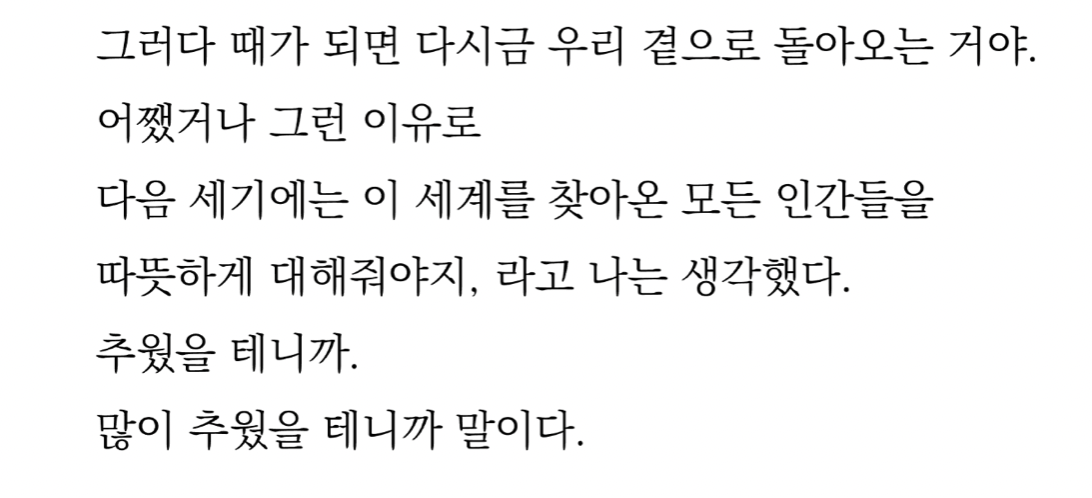 그러다 때가 되면 다시금 우리 곁으로 돌아오는 거야.
어쨌거나 그런 이유로
다음 세기에는 이 세계를 찾아온 모든 인간들을
따뜻하게 대해줘야지, 라고 나는 생각했다.
추웠을 테니까.
많이 추웠을 테니까 말이다.